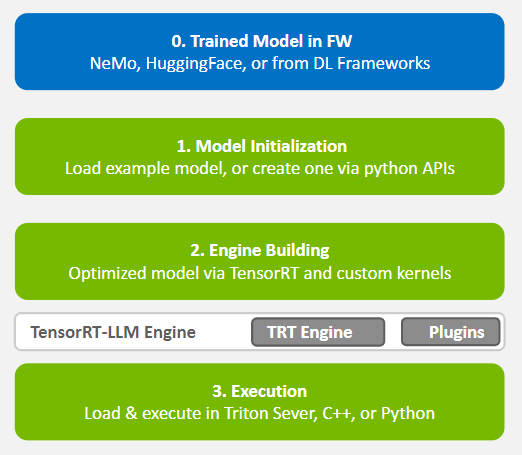 0. Trained Model in FW
NeMo, HuggingFace, or from DL Frameworks
1. Model Initialization
Load example model, or create one via python APIs
2. Engine Building
Optimized model via TensorRT and custom kernels
TensorRT-LLM Engine TRT Engine Plugins
3. Execution
Load & execute in Triton Sever, C++, or Python